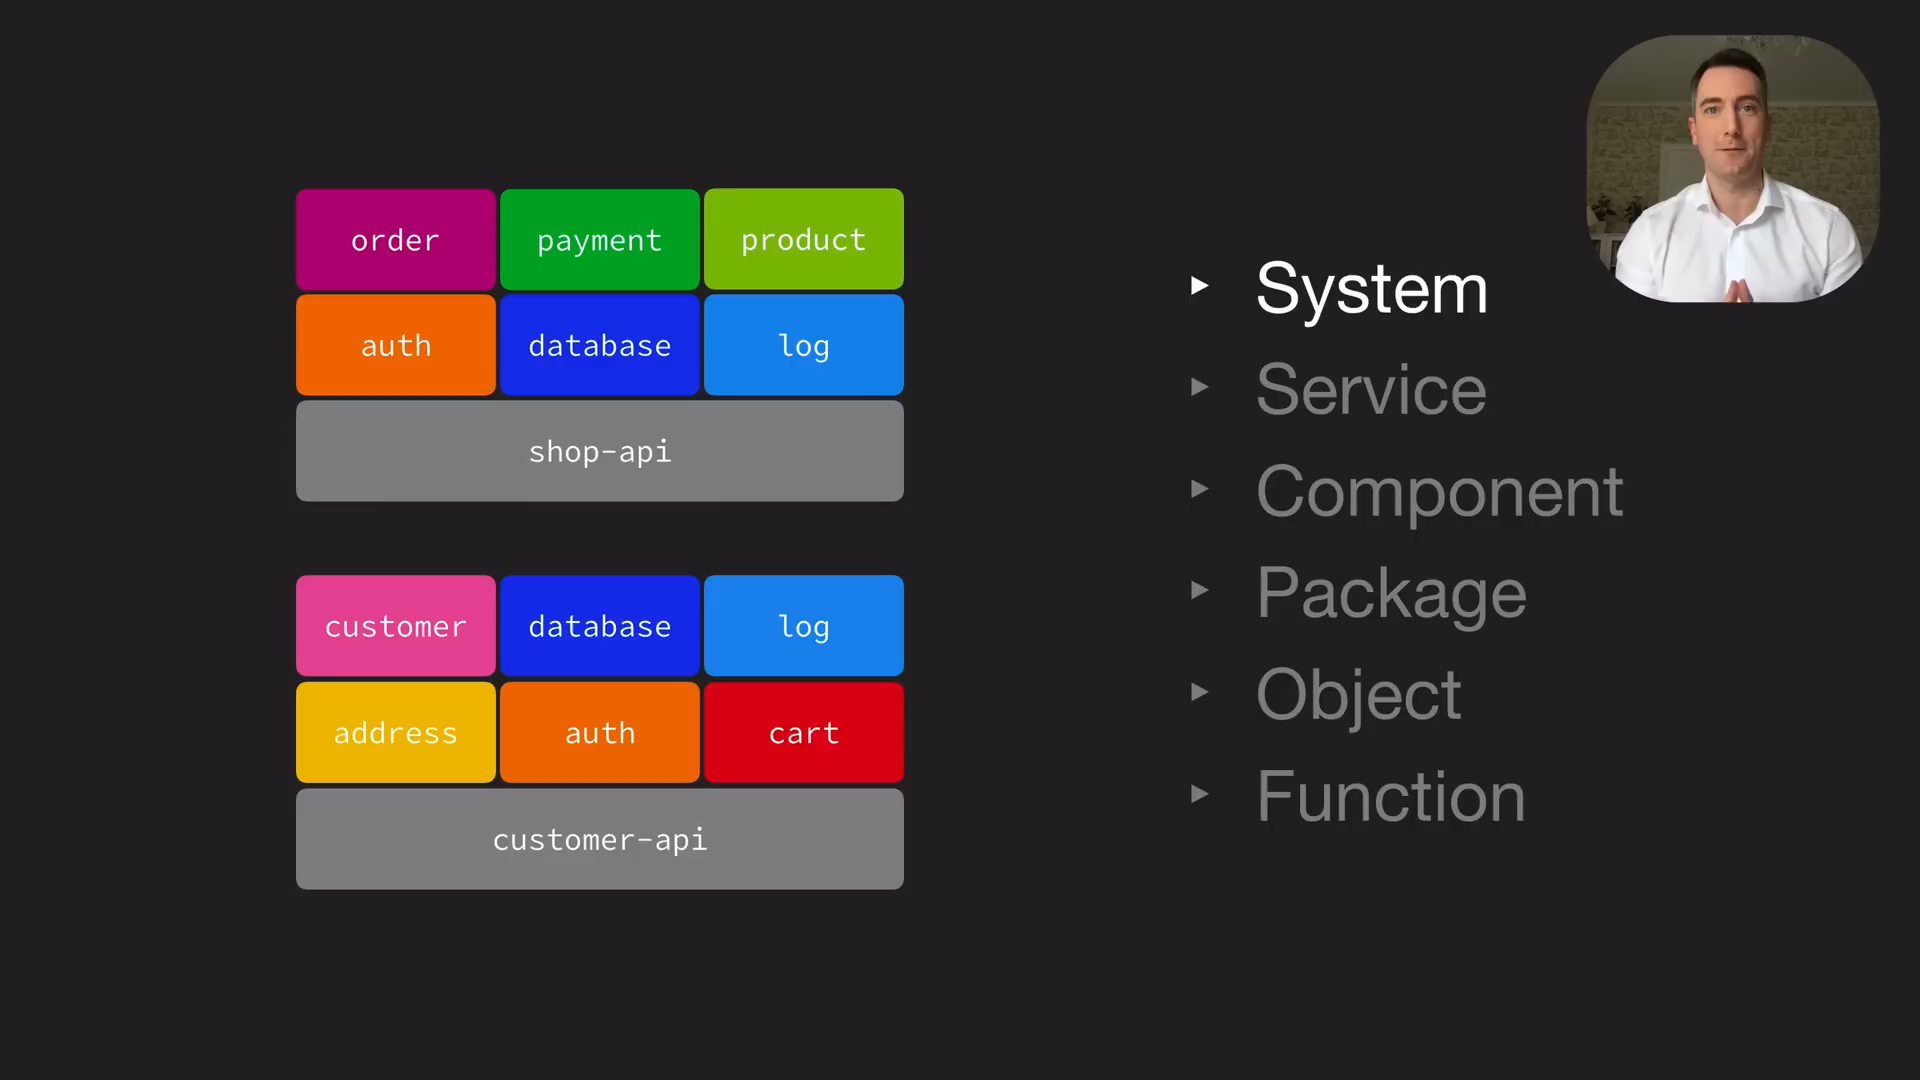 order payment product
auth database log
shop-api
customer database log
address auth cart
customer-api
System
Service
Component
Package
Object
Function